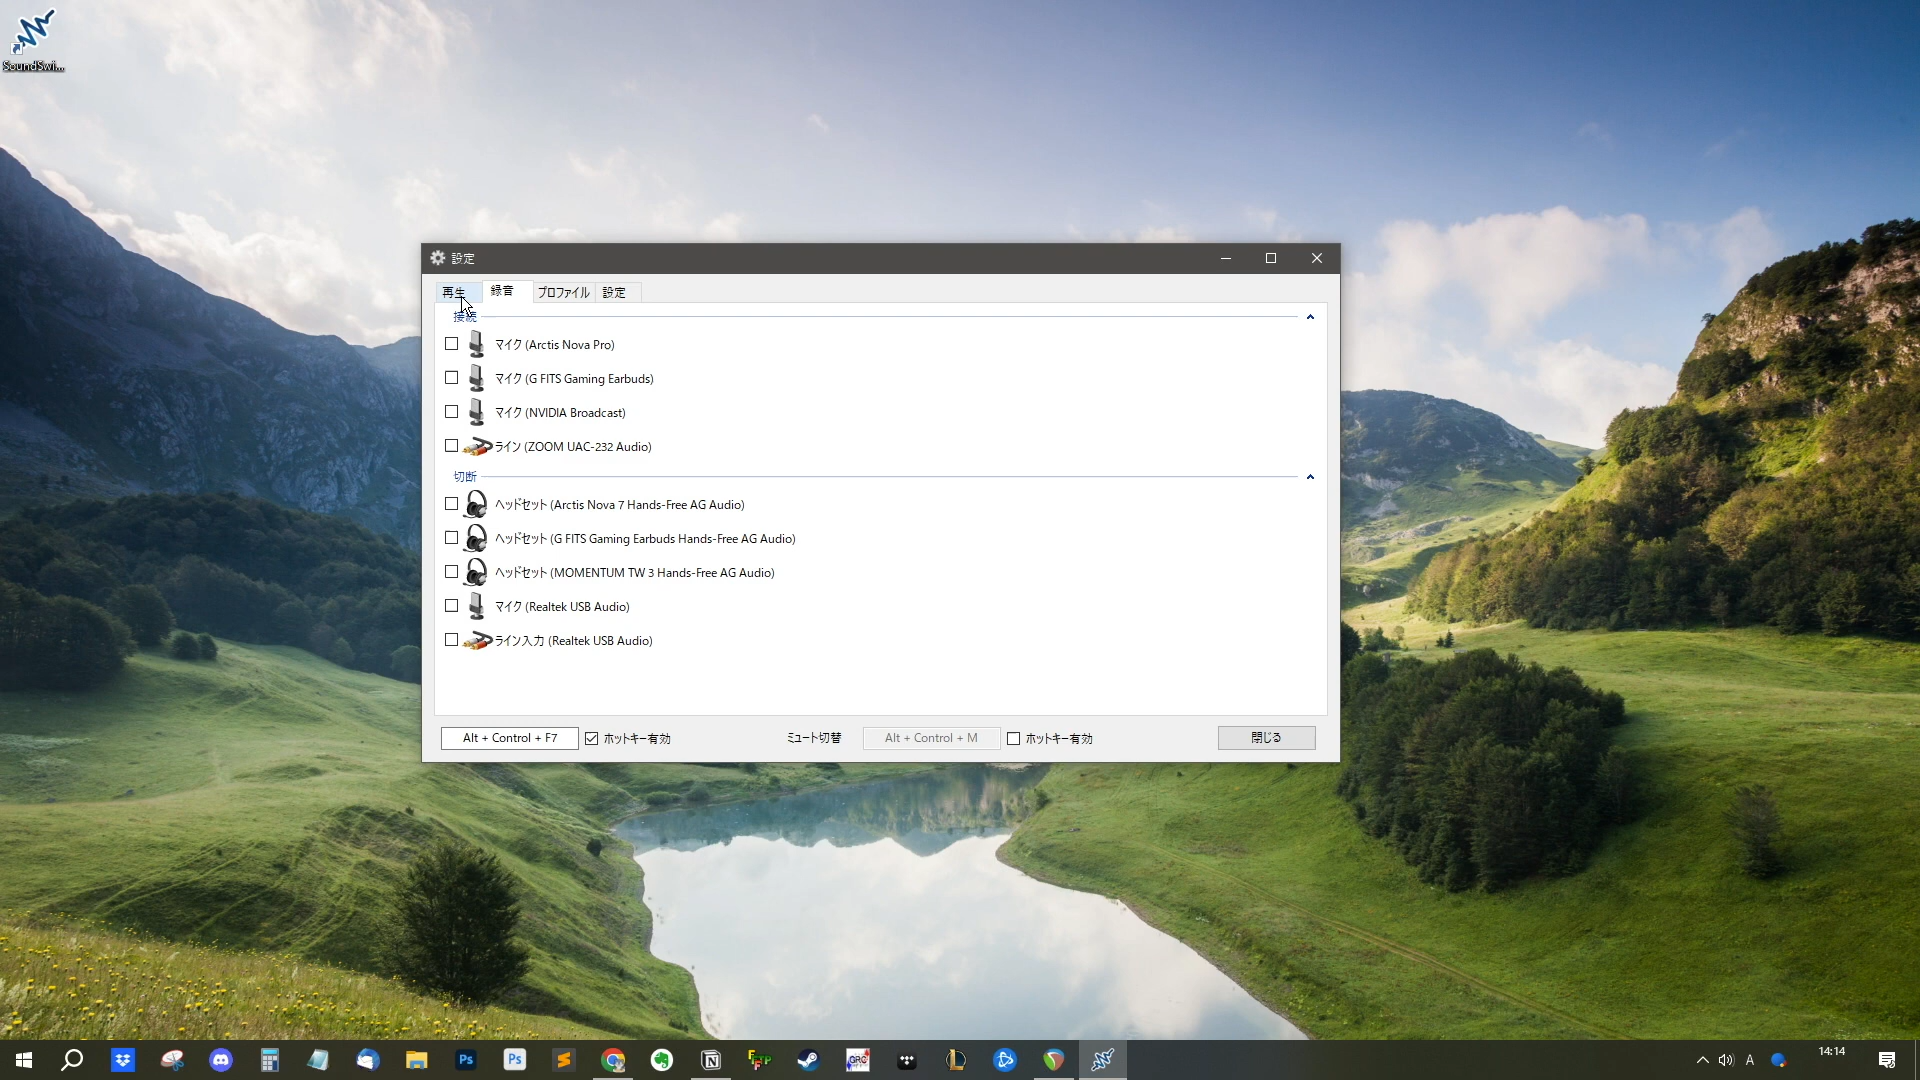 SoundSwi...
設定
再生
録音
プロファイル
設定
接続
マイク (Arctis Nova Pro)
マイク (G FITS Gaming Earbuds)
マイク (NVIDIA Broadcast)
ライン (ZOOM UAC-232 Audio)
切断
ヘッドセット (Arctis Nova 7 Hands-Free AG Audio)
ヘッドセット (G FITS Gaming Earbuds Hands-Free AG Audio)
ヘッドセット (MOMENTUM TW 3 Hands-Free AG Audio)
マイク (Realtek USB Audio)
ライン入力 (Realtek USB Audio)
Alt + Control + F7
ホットキー有効
ミュート切替
Alt + Control + M
ホットキー有効
閉じる
Ps
Ps
FTP
GRC
A
14:14